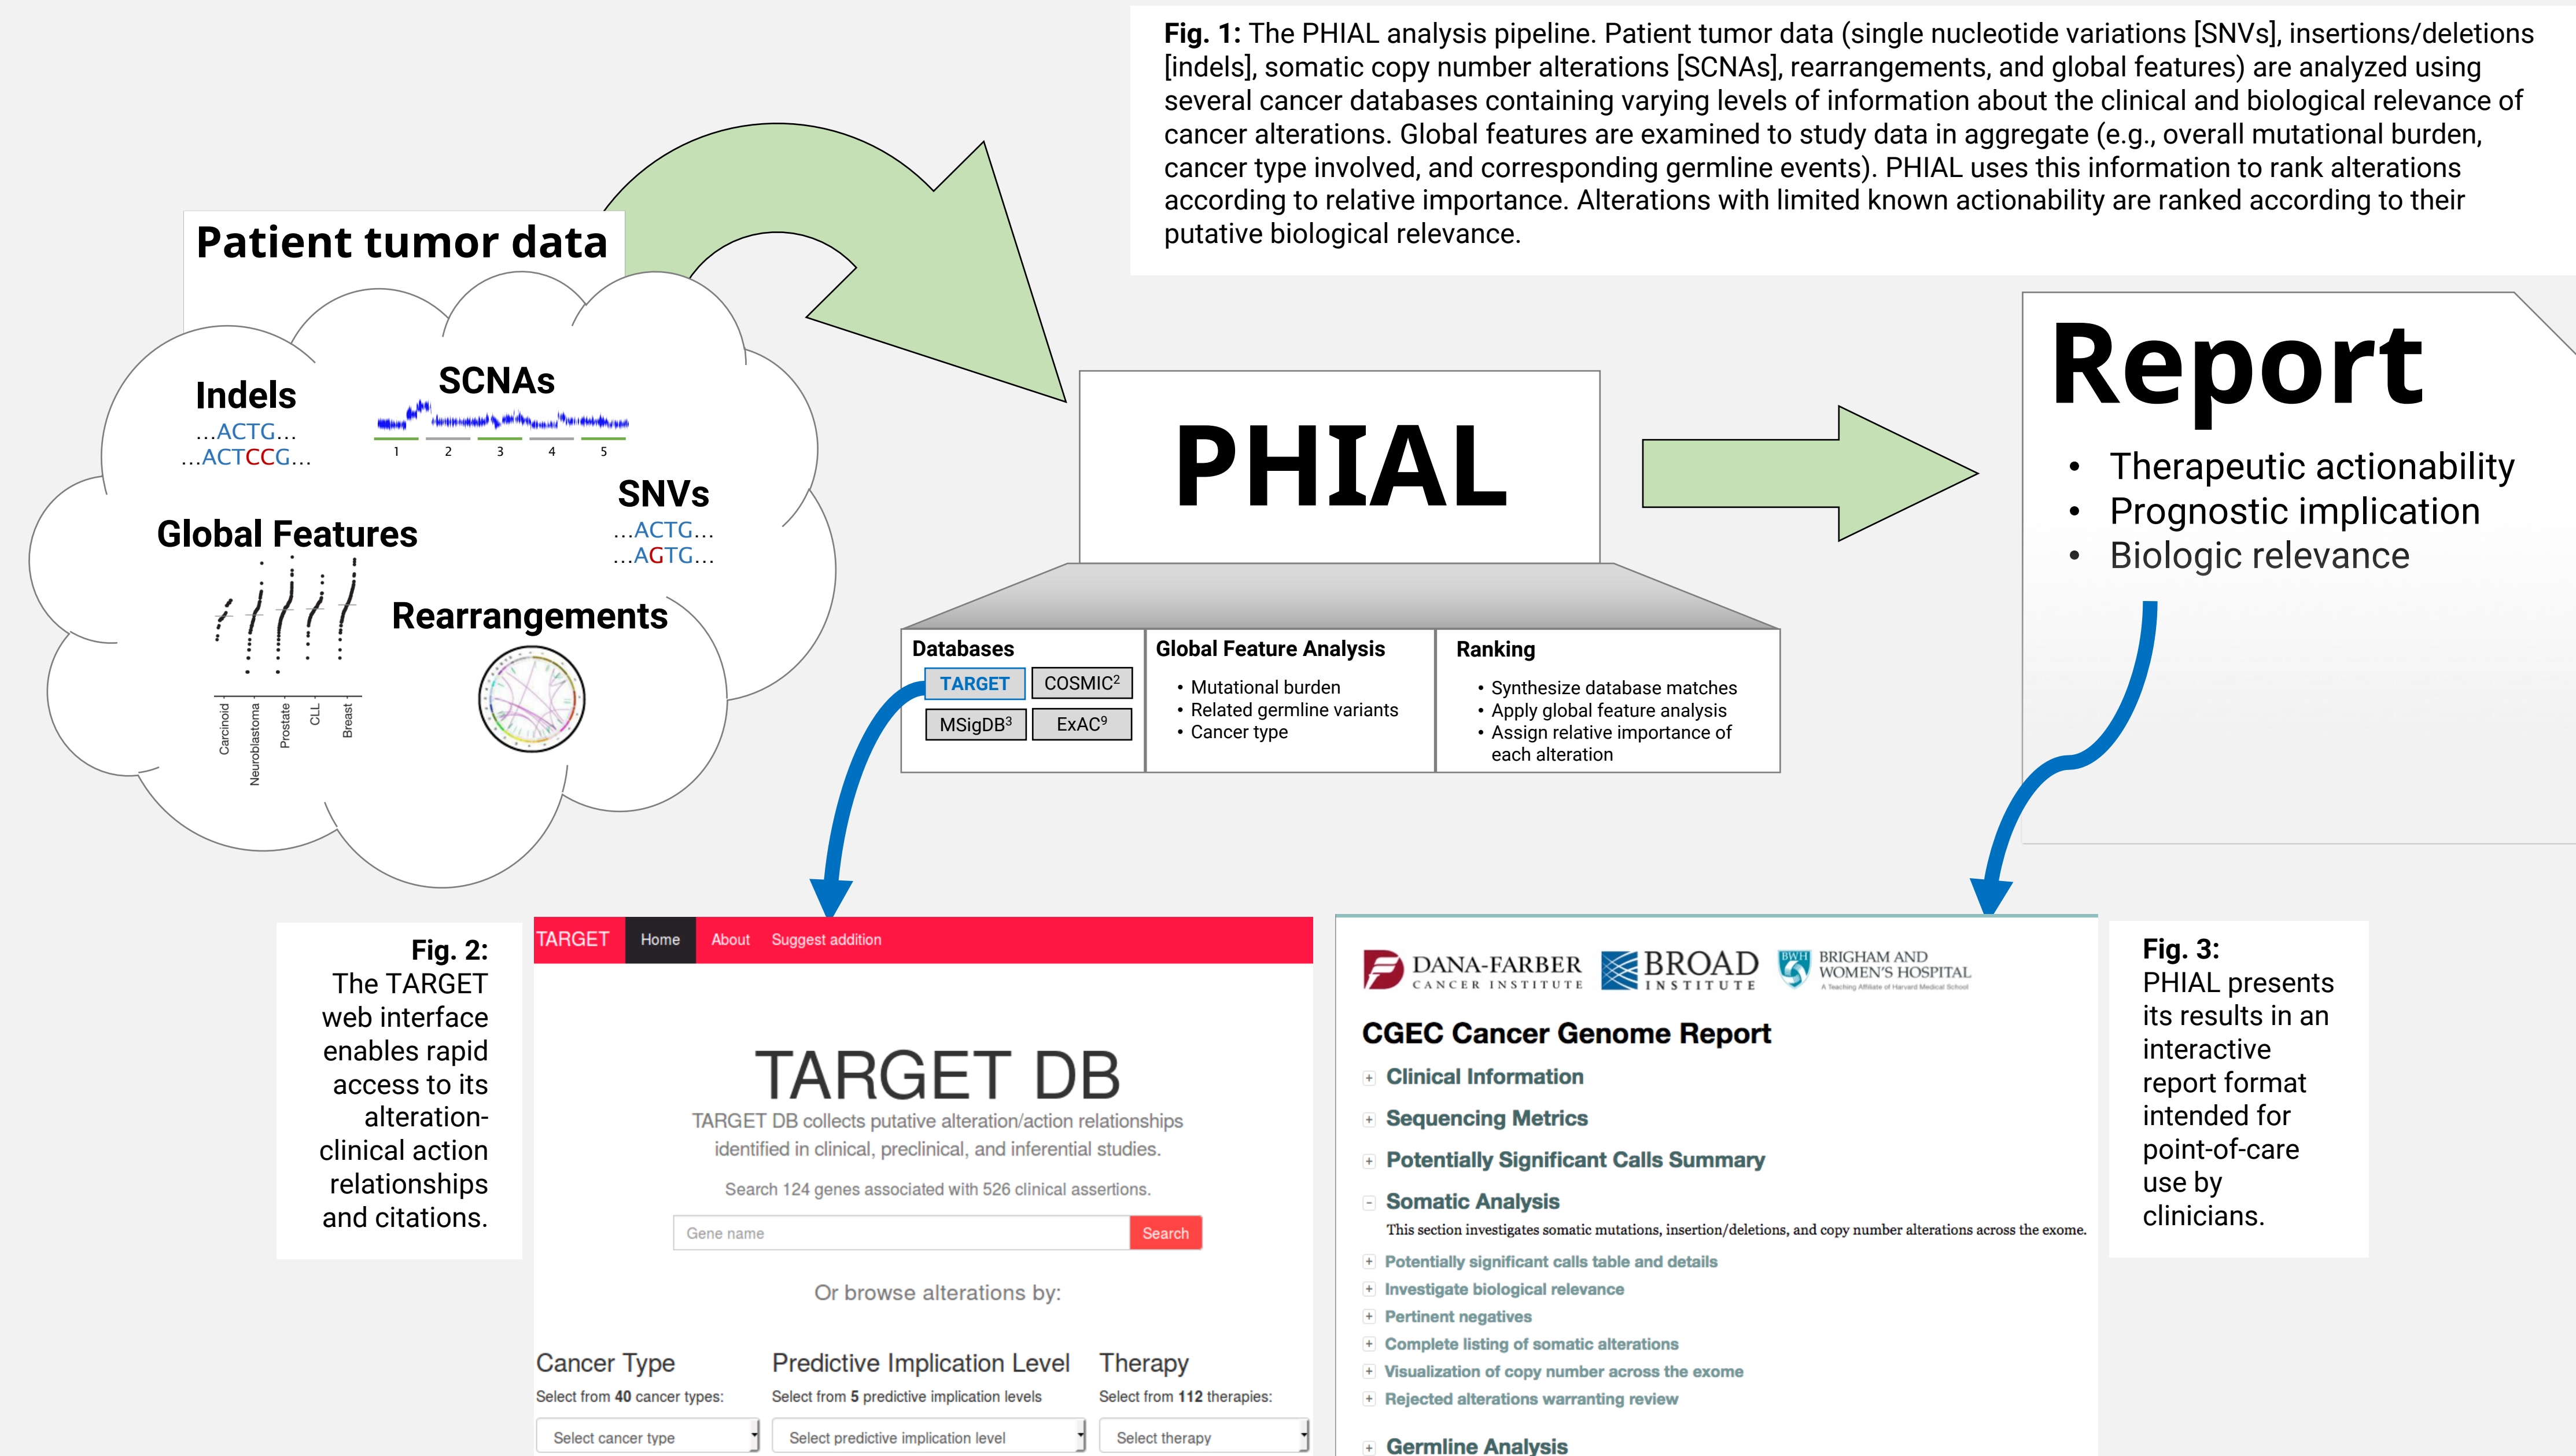 Fig. 1: The PHIAL analysis pipeline. Patient tumor data (single nucleotide variations [SNVs], insertions/deletions
[indels], somatic copy number alterations [SCNAs], rearrangements, and global features) are analyzed using
several cancer databases containing varying levels of information about the clinical and biological relevance of
cancer alterations. Global features are examined to study data in aggregate (e.g., overall mutational burden,
cancer type involved, and corresponding germline events). PHIAL uses this information to rank alterations
according to relative importance. Alterations with limited known actionability are ranked according to their
putative biological relevance.
Patient tumor data
Indels
...ACTG...
...ACTCCG...
SCNAs
1 2 3 4 5
SNVs
...ACTG...
...AGTG...
Global Features
Carcinoid
Neuroblastoma
Prostate
CLL
Breast
Rearrangements
PHIAL
Databases
TARGET
COSMIC²
MSigDB³
ExAC⁹
Global Feature Analysis
• Mutational burden
• Related germline variants
• Cancer type
Ranking
• Synthesize database matches
• Apply global feature analysis
• Assign relative importance of
each alteration
Report
• Therapeutic actionability
• Prognostic implication
• Biologic relevance
Fig. 2:
The TARGET
web interface
enables rapid
access to its
alteration-
clinical action
relationships
and citations.
TARGET Home About Suggest addition
TARGET DB
TARGET DB collects putative alteration/action relationships
identified in clinical, preclinical, and inferential studies.
Search 124 genes associated with 526 clinical assertions.
Gene name Search
Or browse alterations by:
Cancer Type
Select from 40 cancer types:
Select cancer type
Predictive Implication Level
Select from 5 predictive implication levels
Select predictive implication level
Therapy
Select from 112 therapies:
Select therapy
DANA-FARBER
CANCER INSTITUTE
BROAD
INSTITUTE
BWH
BRIGHAM AND
WOMEN'S HOSPITAL
A Teaching Affiliate of Harvard Medical School
CGEC Cancer Genome Report
+ Clinical Information
+ Sequencing Metrics
+ Potentially Significant Calls Summary
− Somatic Analysis
This section investigates somatic mutations, insertion/deletions, and copy number alterations across the exome.
+ Potentially significant calls table and details
+ Investigate biological relevance
+ Pertinent negatives
+ Complete listing of somatic alterations
+ Visualization of copy number across the exome
+ Rejected alterations warranting review
+ Germline Analysis
Fig. 3:
PHIAL presents
its results in an
interactive
report format
intended for
point-of-care
use by
clinicians.